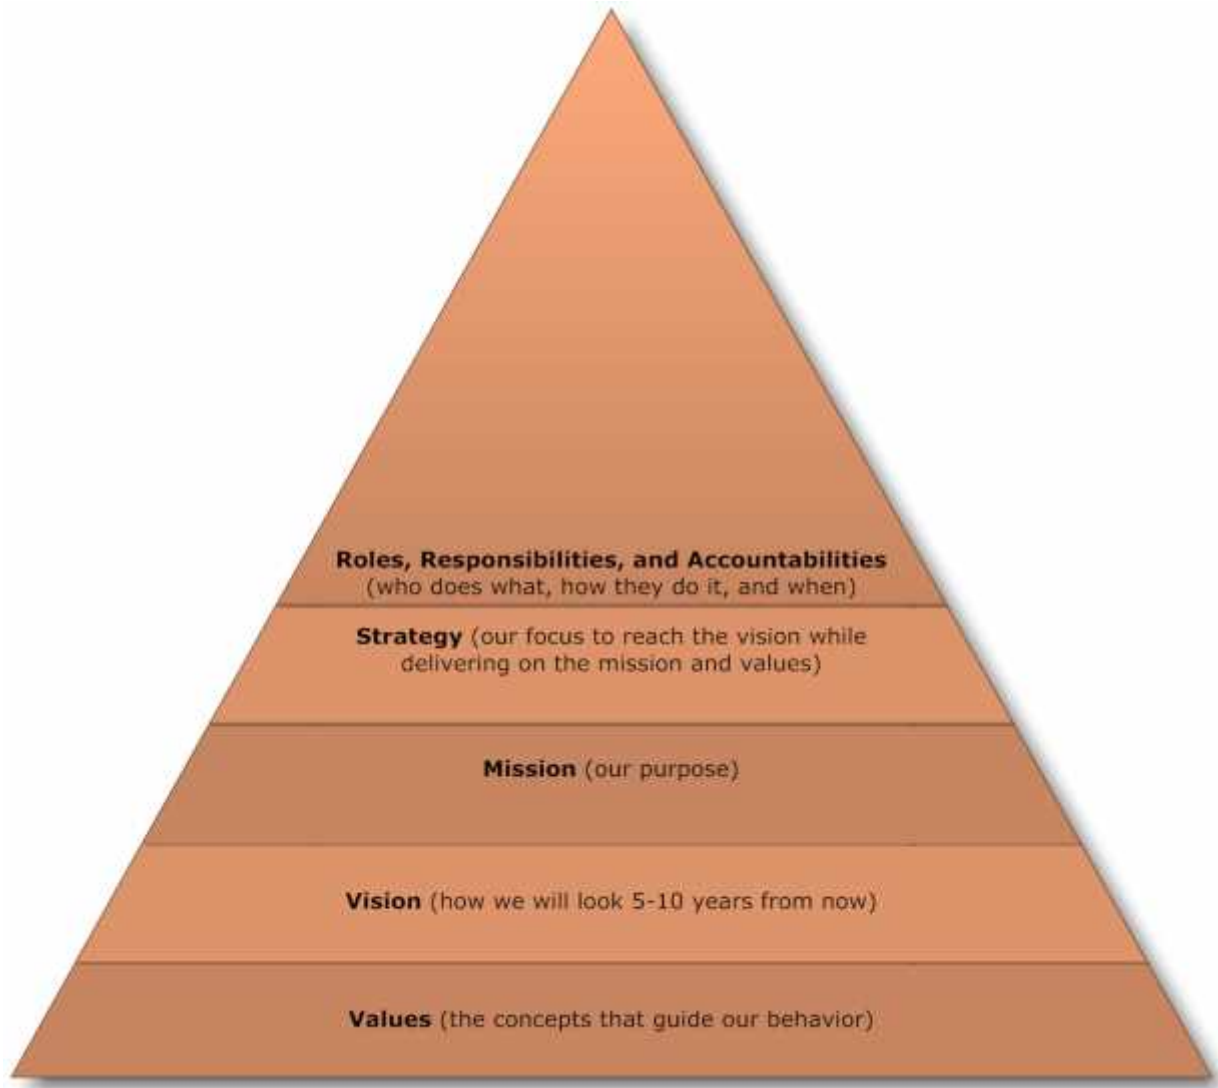 Roles, Responsibilities, and Accountabilities
(who does what, how they do it, and when)
Strategy (our focus to reach the vision while
delivering on the mission and values)
Mission (our purpose)
Vision (how we will look 5-10 years from now)
Values (the concepts that guide our behavior)